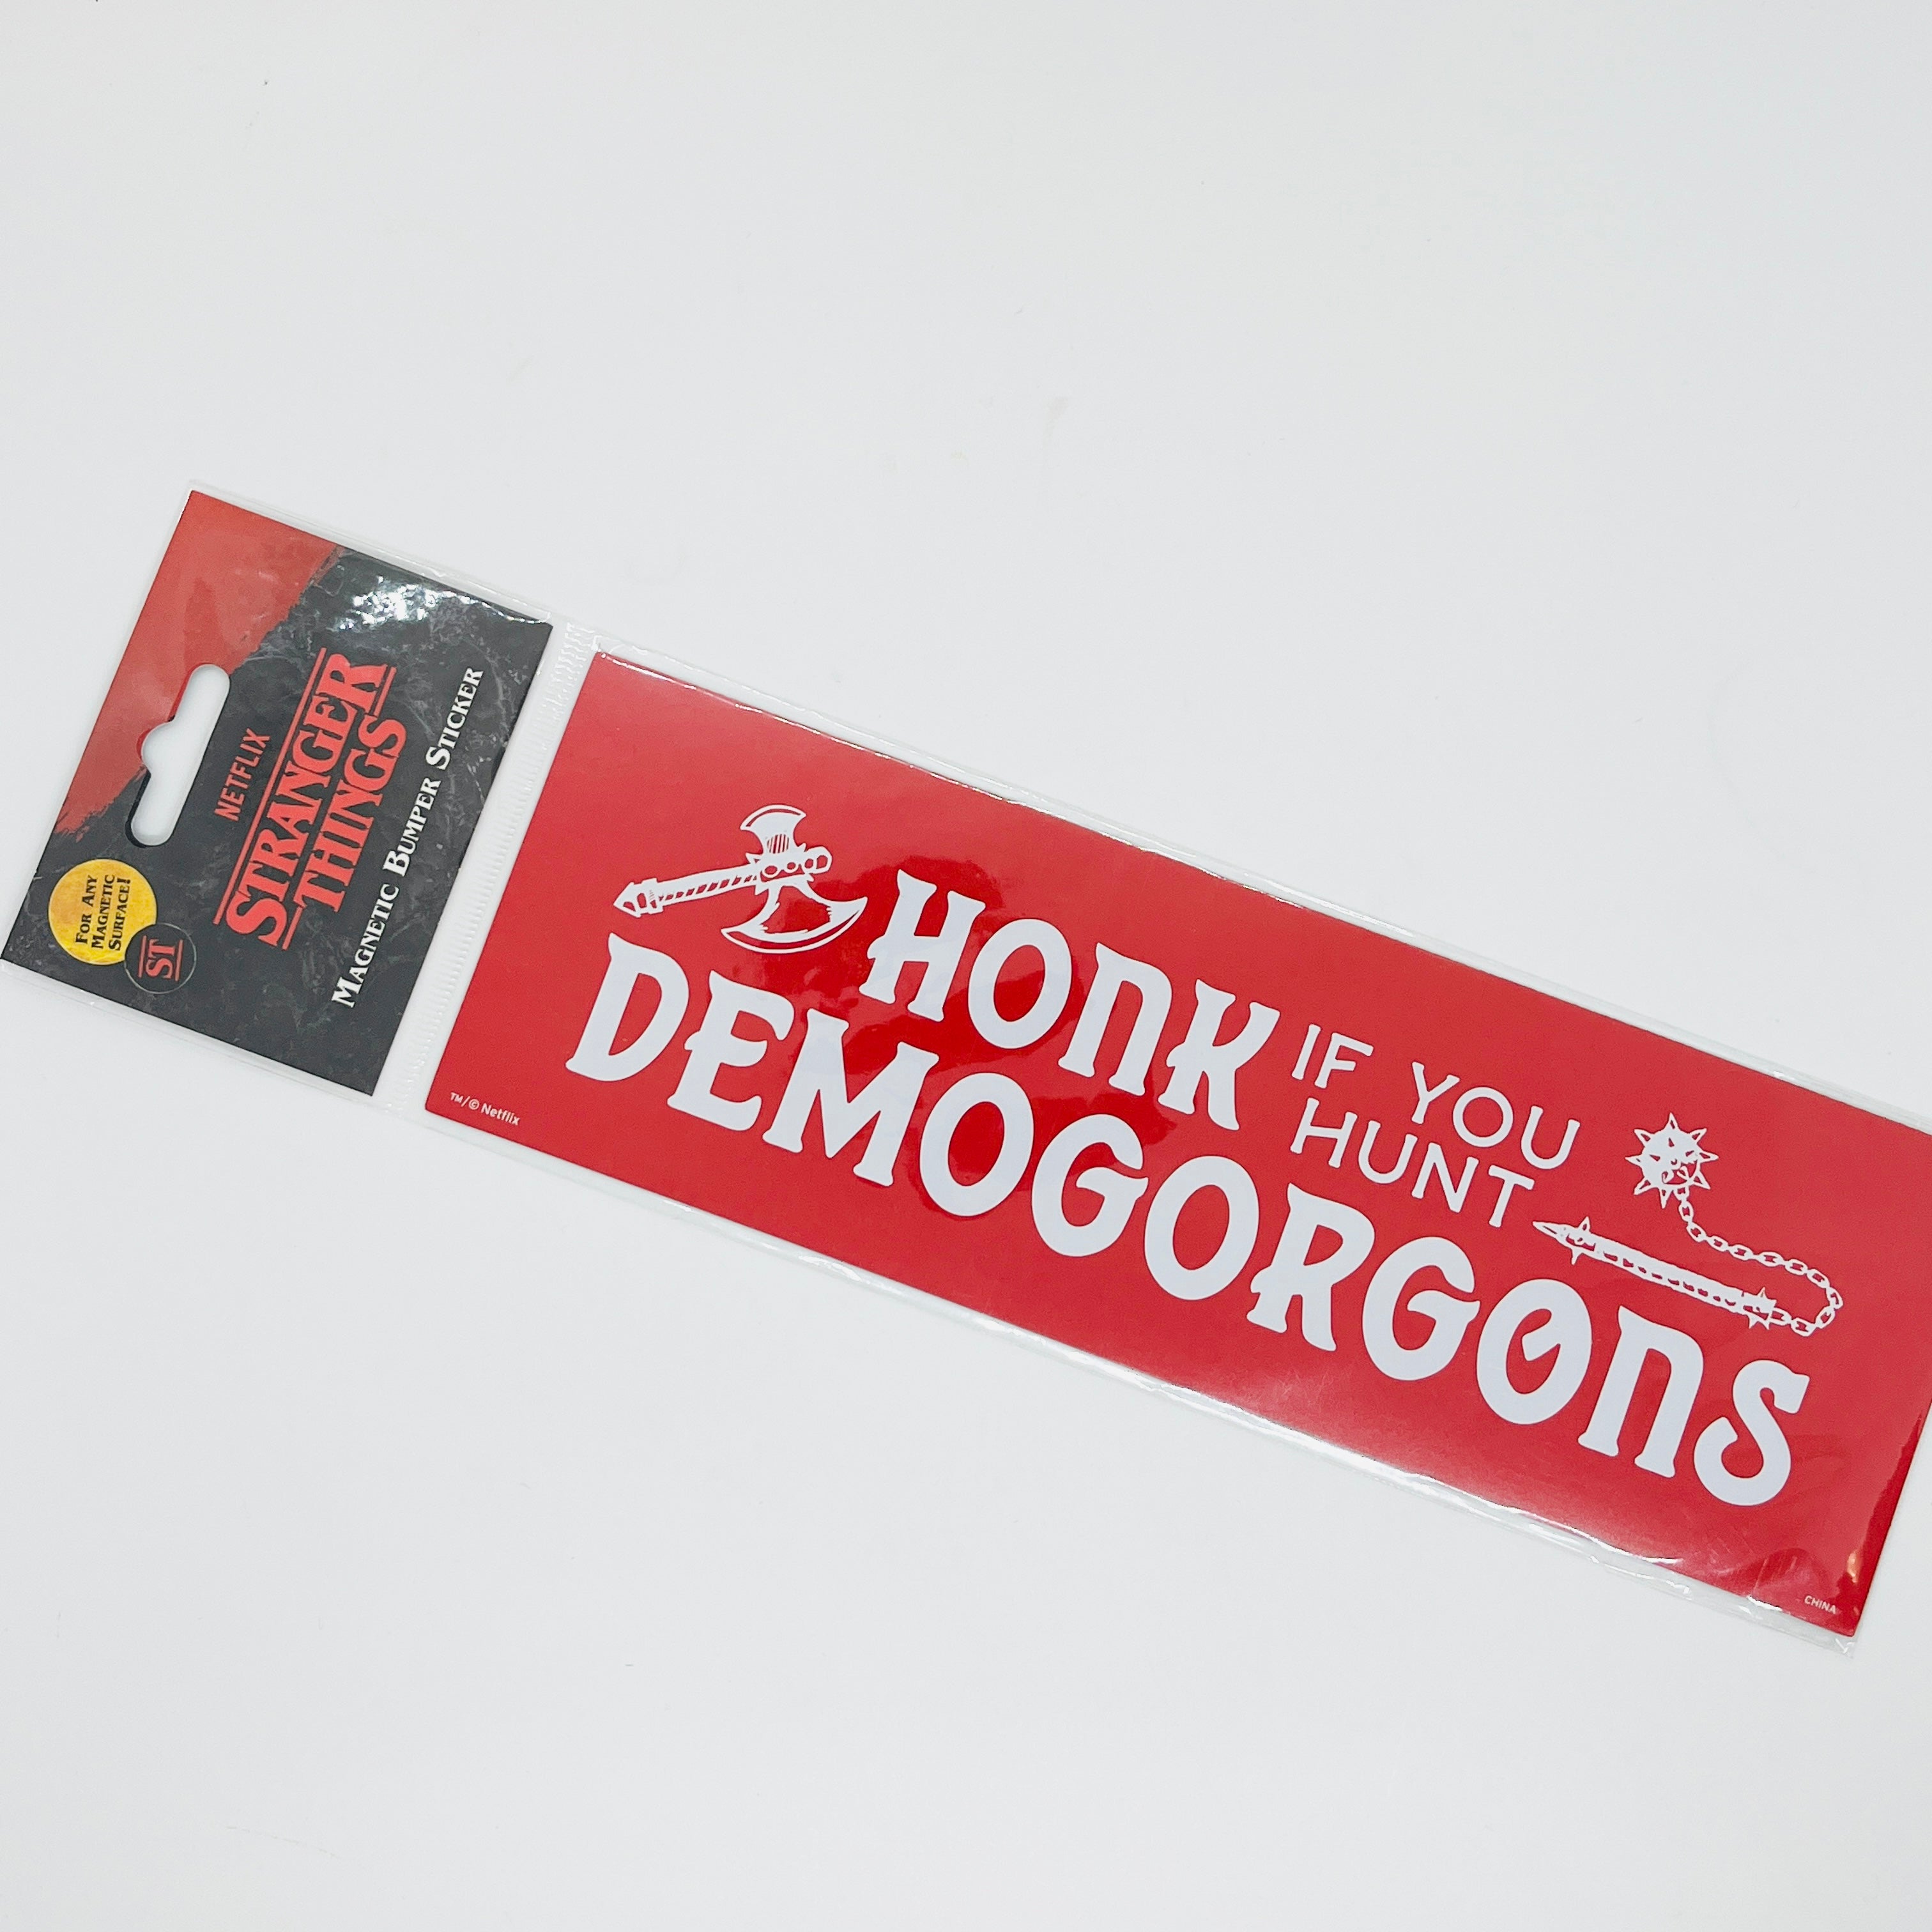 NETFLIX
STRANGER
THINGS
MAGNETIC BUMPER STICKER
FOR ANY
MAGNETIC
SURFACE!
ST
HONK IF YOU
HUNT
DEMOGORGONS
TM/© Netflix
CHINA